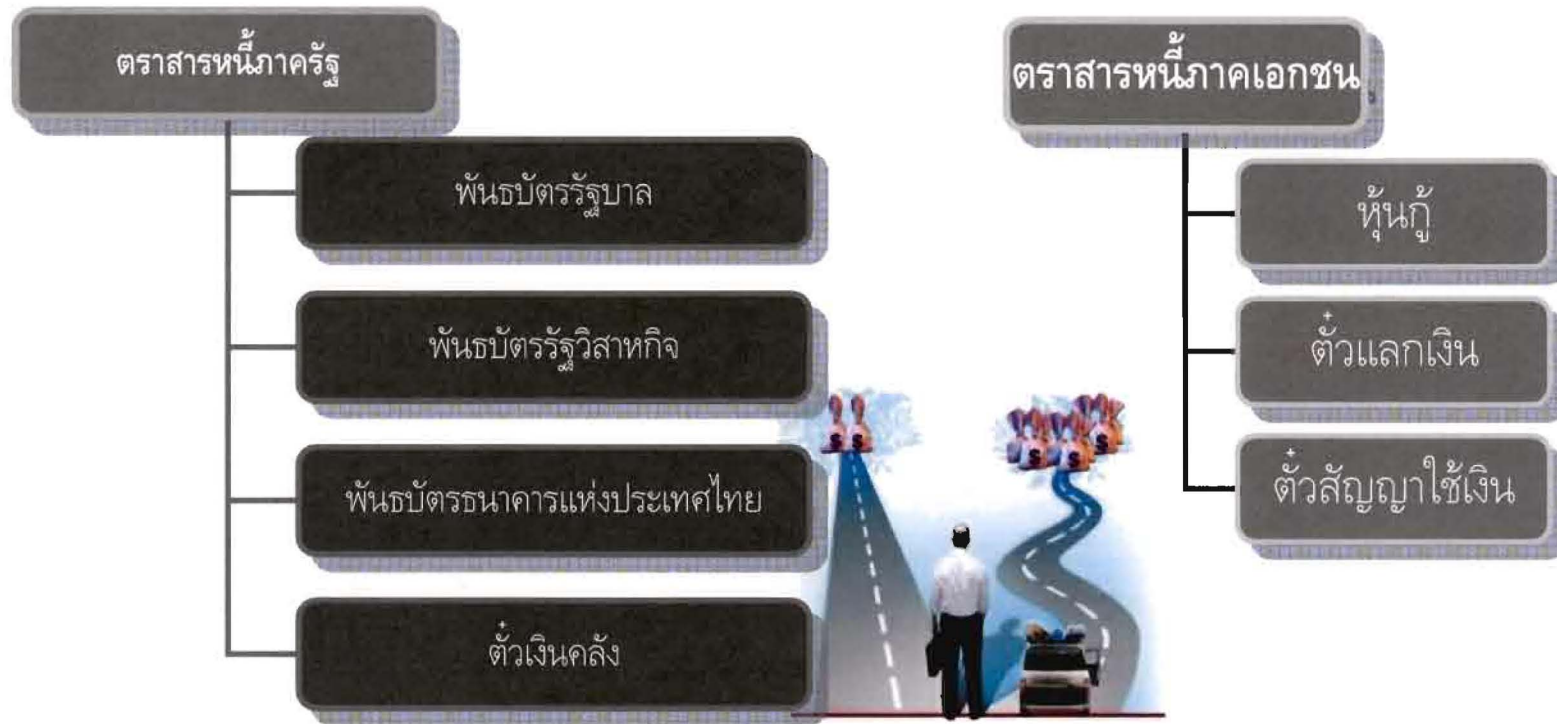 ตราสารหนี้ภาครัฐ
พันธบัตรรัฐบาล
พันธบัตรรัฐวิสาหกิจ
พันธบัตรธนาคารแห่งประเทศไทย
ตั๋วเงินคลัง
ตราสารหนี้ภาคเอกชน
หุ้นกู้
ตั๋วแลกเงิน
ตั๋วสัญญาใช้เงิน